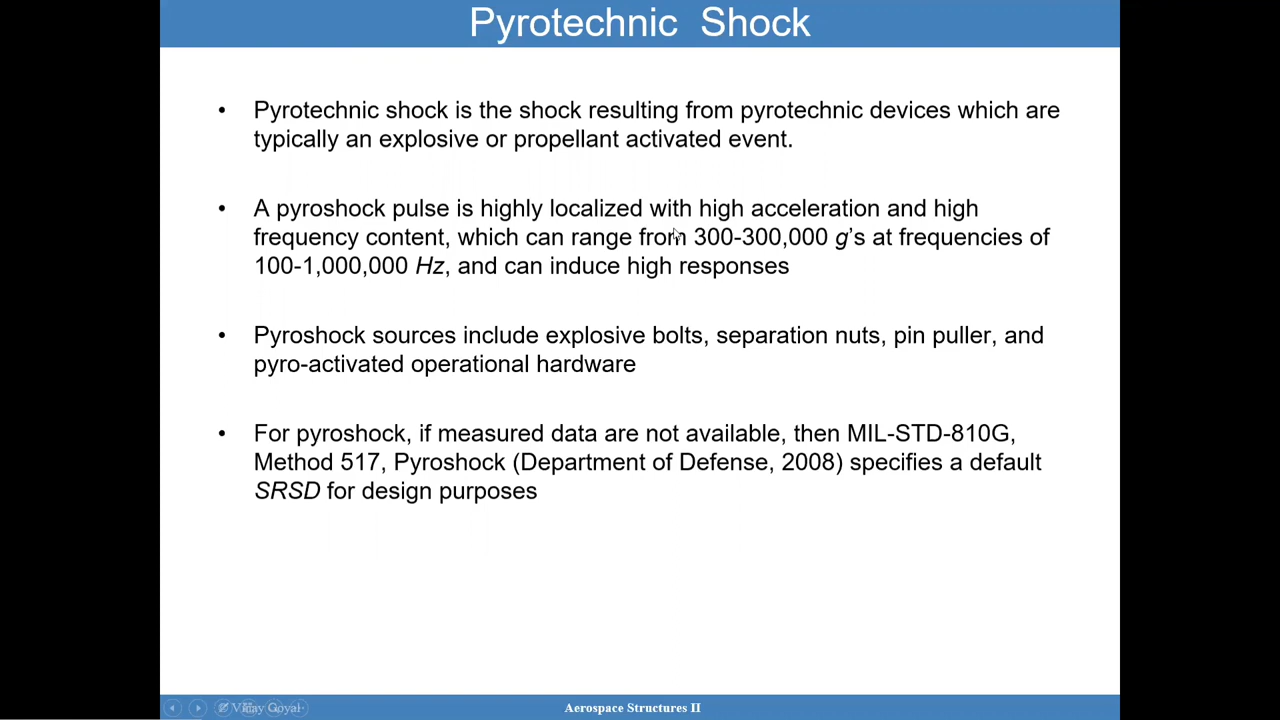 Pyrotechnic Shock
• Pyrotechnic shock is the shock resulting from pyrotechnic devices which are
typically an explosive or propellant activated event.
• A pyroshock pulse is highly localized with high acceleration and high
frequency content, which can range from 300-300,000 g's at frequencies of
100-1,000,000 Hz, and can induce high responses
• Pyroshock sources include explosive bolts, separation nuts, pin puller, and
pyro-activated operational hardware
• For pyroshock, if measured data are not available, then MIL-STD-810G,
Method 517, Pyroshock (Department of Defense, 2008) specifies a default
SRSD for design purposes
Vinay Goyal
Aerospace Structures II